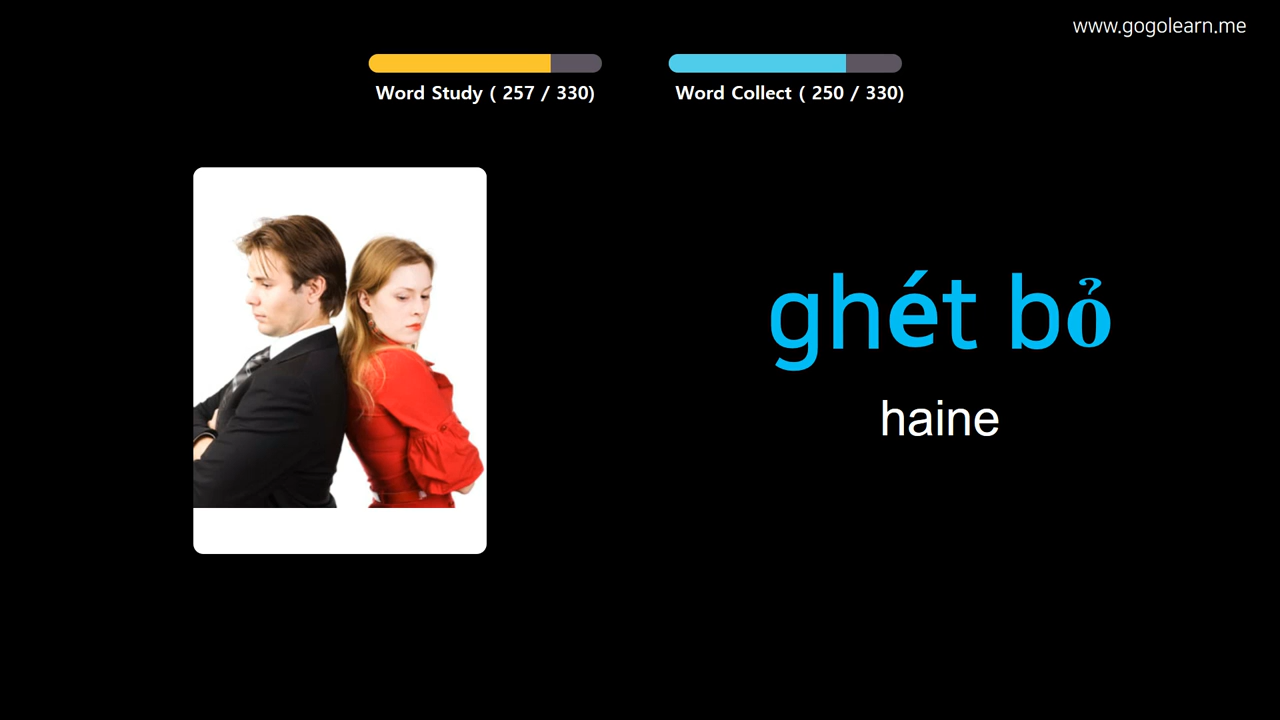 www.gogolearn.me
Word Study ( 257 / 330)
Word Collect ( 250 / 330)
ghét bỏ
haine